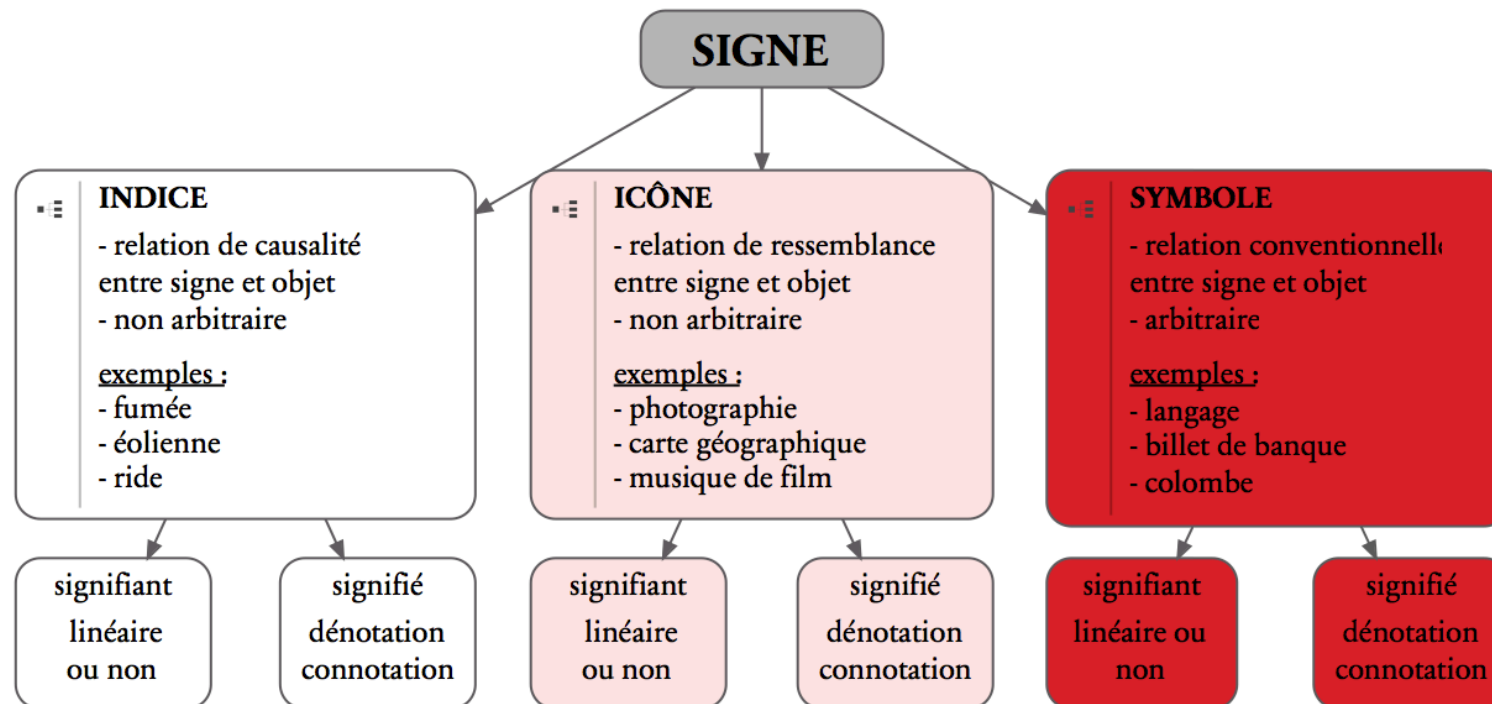 SIGNE
INDICE
- relation de causalité
entre signe et objet
- non arbitraire
exemples :
- fumée
- éolienne
- ride
ICÔNE
- relation de ressemblance
entre signe et objet
- non arbitraire
exemples :
- photographie
- carte géographique
- musique de film
SYMBOLE
- relation conventionnelle
entre signe et objet
- arbitraire
exemples :
- langage
- billet de banque
- colombe
signifiant
linéaire
ou non
signifié
dénotation
connotation
signifiant
linéaire
ou non
signifié
dénotation
connotation
signifiant
linéaire ou
non
signifié
dénotation
connotation